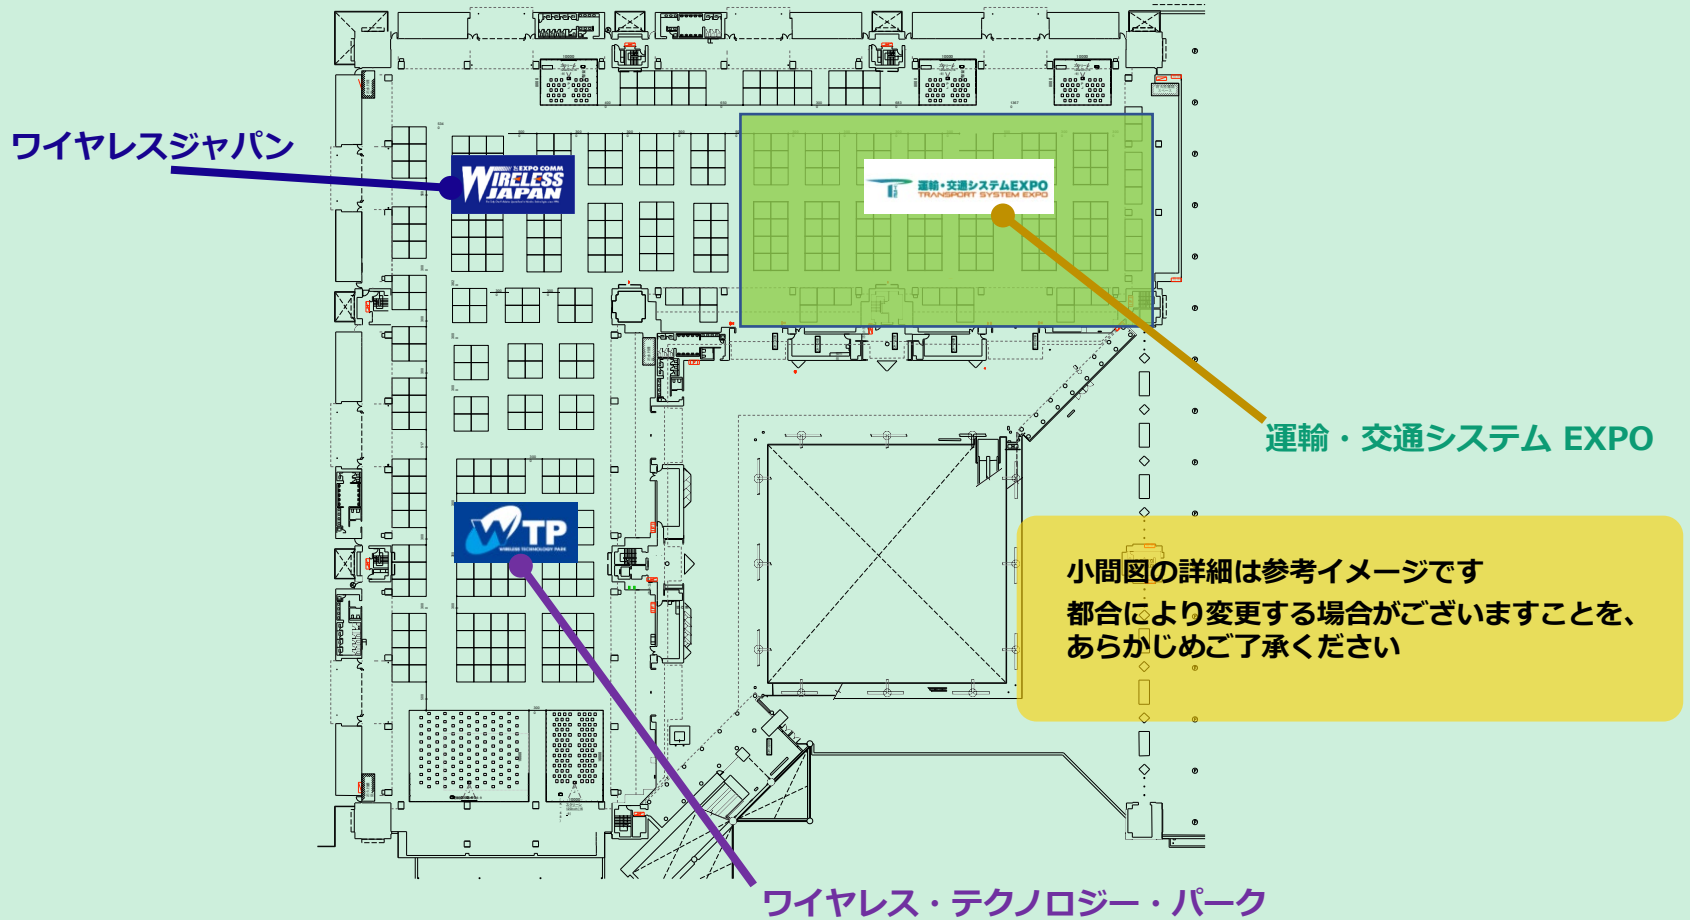 ワイヤレスジャパン
EXPO COMM
WIRELESS
JAPAN
運輸・交通システムEXPO
TRANSPORT SYSTEM EXPO
運輸・交通システム EXPO
WTP
WIRELESS TECHNOLOGY PARK
小間図の詳細は参考イメージです
都合により変更する場合がございますことを、
あらかじめご了承ください
ワイヤレス・テクノロジー・パーク